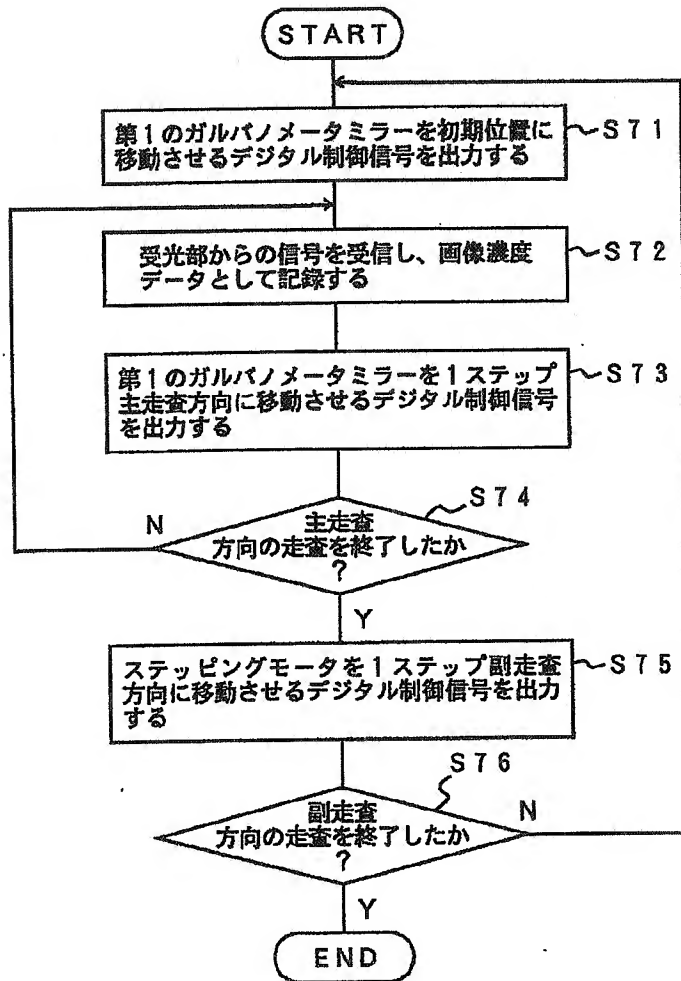 START
第1のガルバノメータミラーを初期位置に
移動させるデジタル制御信号を出力する
S71
受光部からの信号を受信し、画像濃度
データとして記録する
S72
第1のガルバノメータミラーを1ステップ
主走査方向に移動させるデジタル制御信号
を出力する
S73
S74
N
主走査
方向の走査を終了したか
?
Y
ステッピングモータを1ステップ副走査
方向に移動させるデジタル制御信号を出力
する
S75
S76
副走査
方向の走査を終了したか
?
N
Y
END